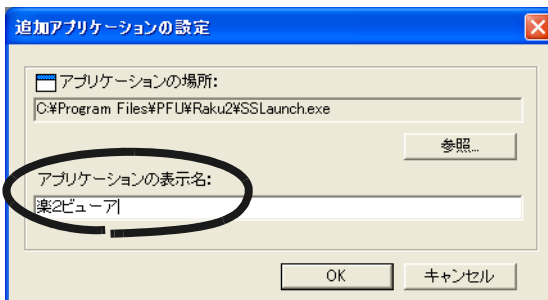 追加アプリケーションの設定
アプリケーションの場所:
C:¥Program Files¥PFU¥Raku2¥SSLaunch.exe
参照...
アプリケーションの表示名:
楽2ビューア
OK
キャンセル